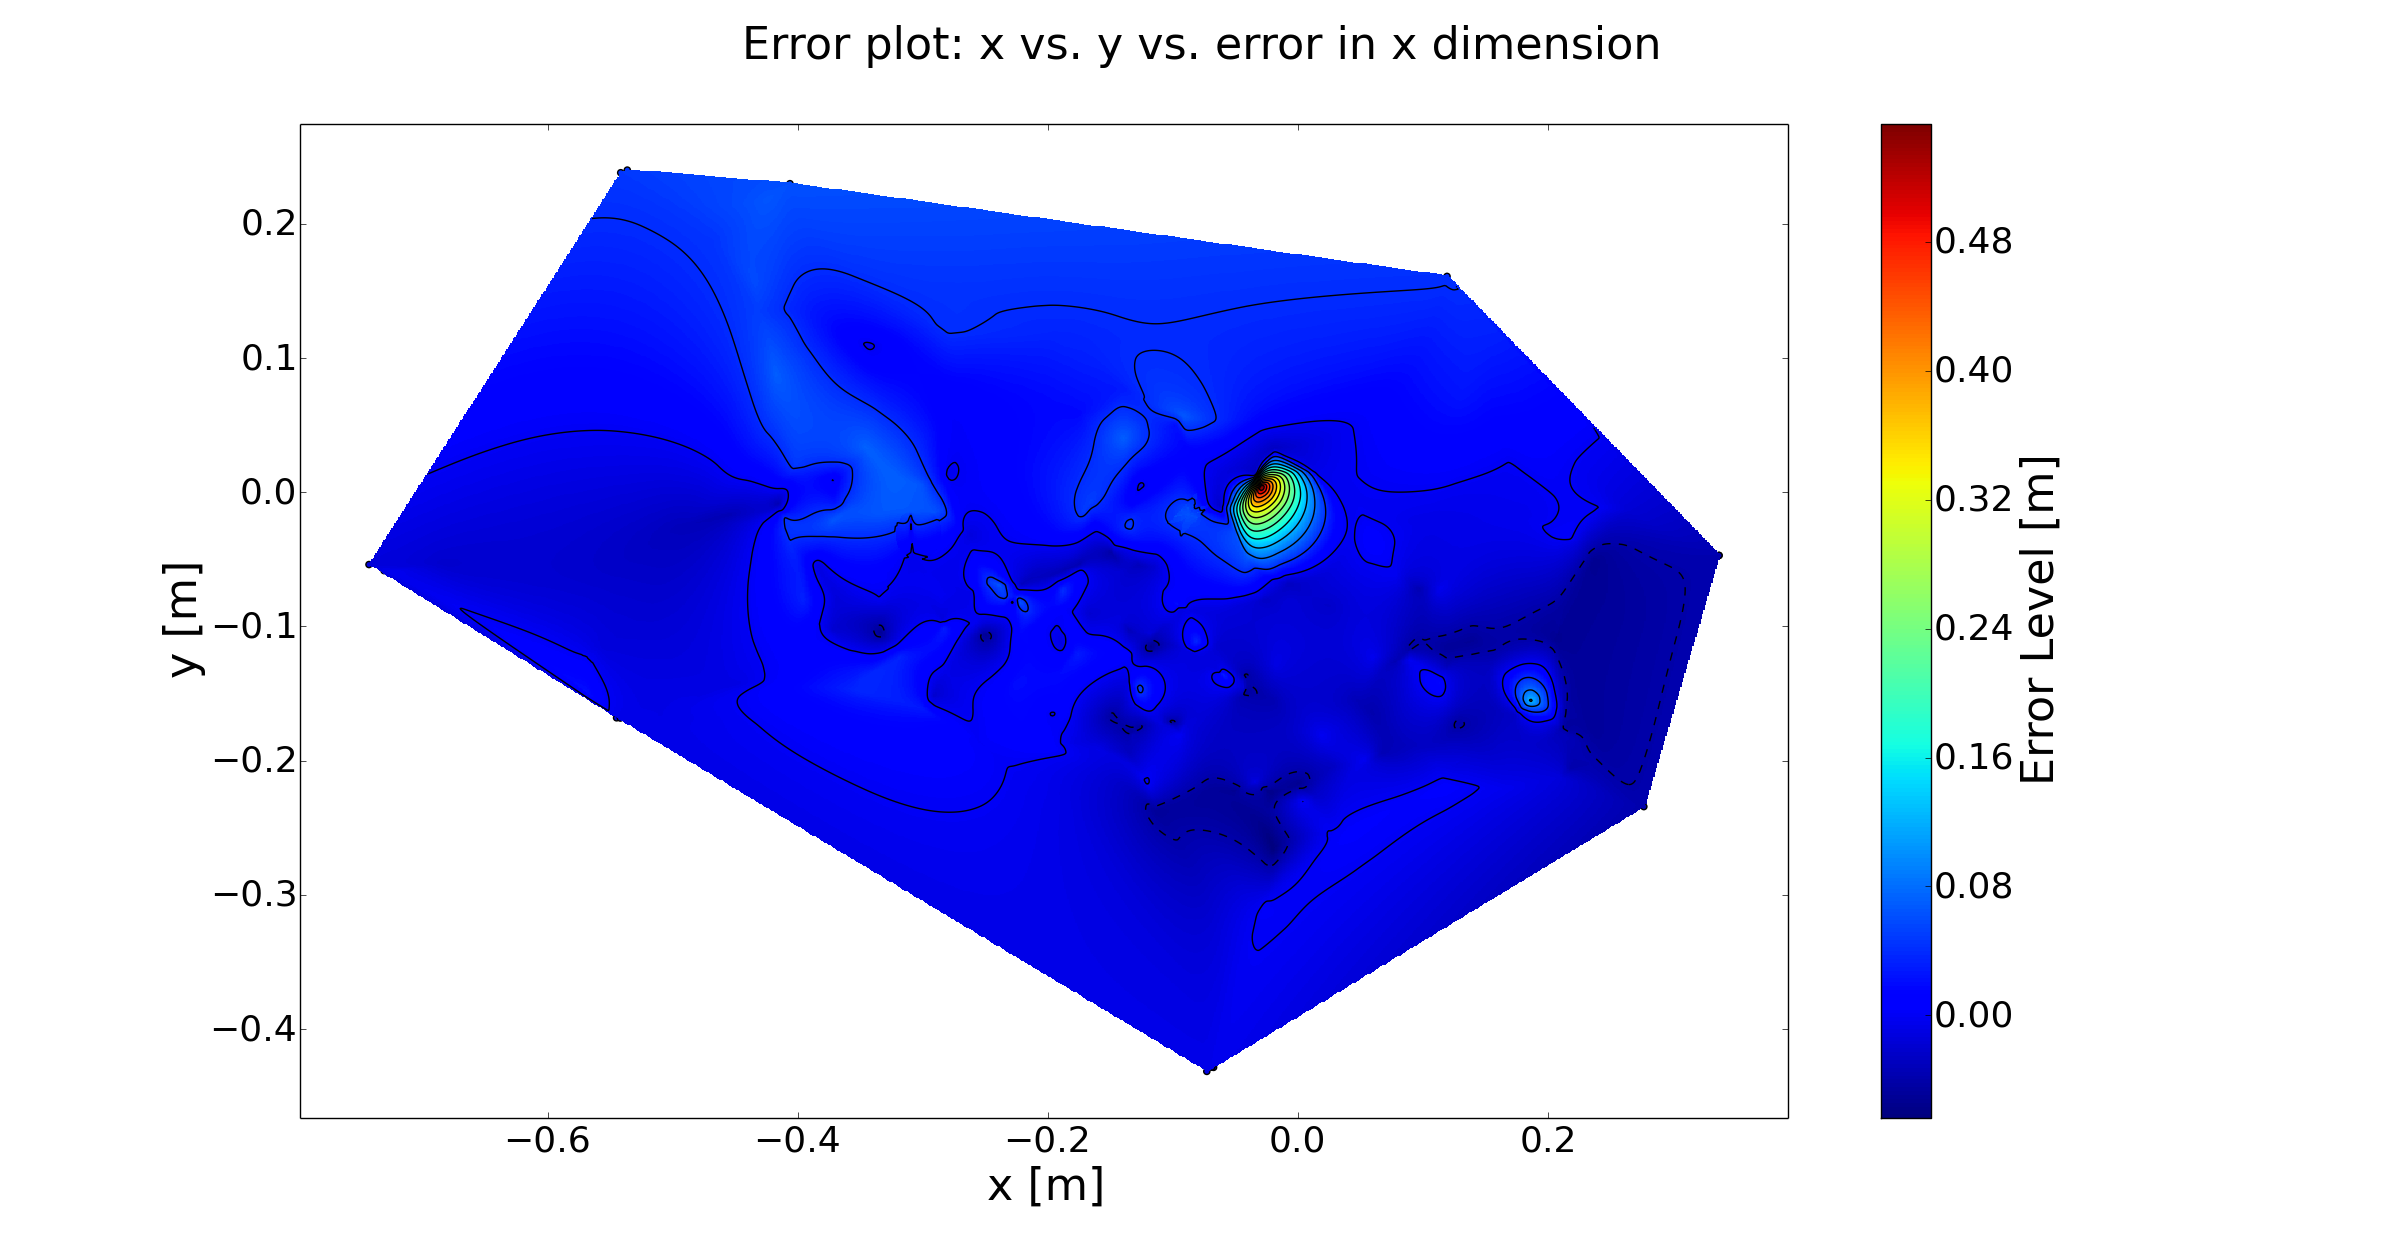 Error plot: x vs. y vs. error in x dimension
0.2
0.1
0.0
−0.1
−0.2
−0.3
−0.4
y [m]
−0.6 −0.4 −0.2 0.0 0.2
x [m]
0.48
0.40
0.32
0.24
0.16
0.08
0.00
Error Level [m]